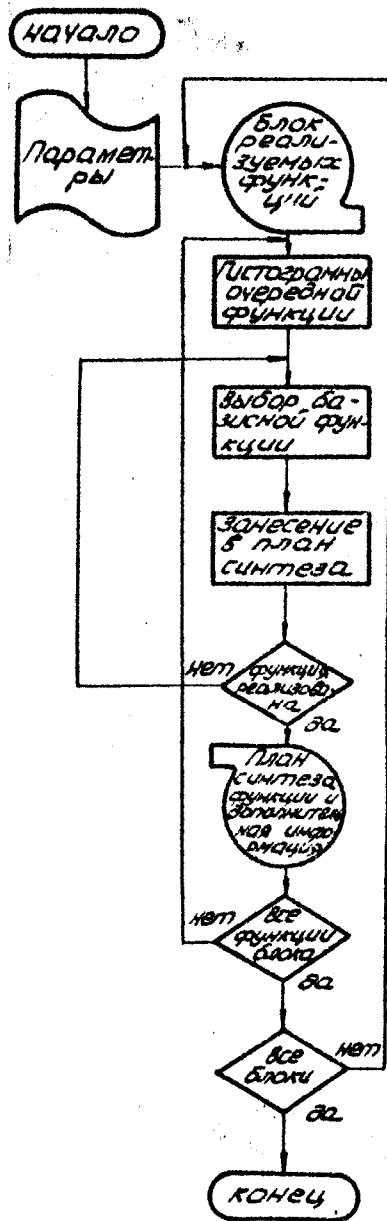 начало
Парамет-
ры
Блок
реали-
зуемых
функ-
ций
Гистограммы
очередной
функции
Выбор ба-
зисной фун-
кции
Занесение
в план
синтеза
нет
функция
реализова-
на
да
План
синтеза
функции и
дополнитель
ная инфо-
рмация
нет
все
функции
блока
да
все
блоки
нет
да
конец